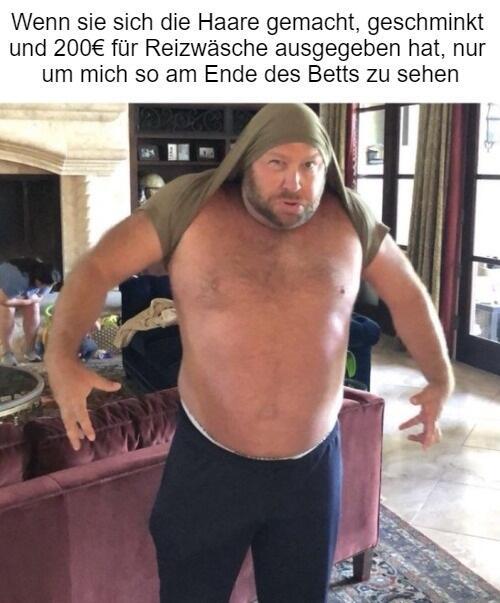 Wenn sie sich die Haare gemacht, geschminkt
und 200€ für Reizwäsche ausgegeben hat, nur
um mich so am Ende des Betts zu sehen